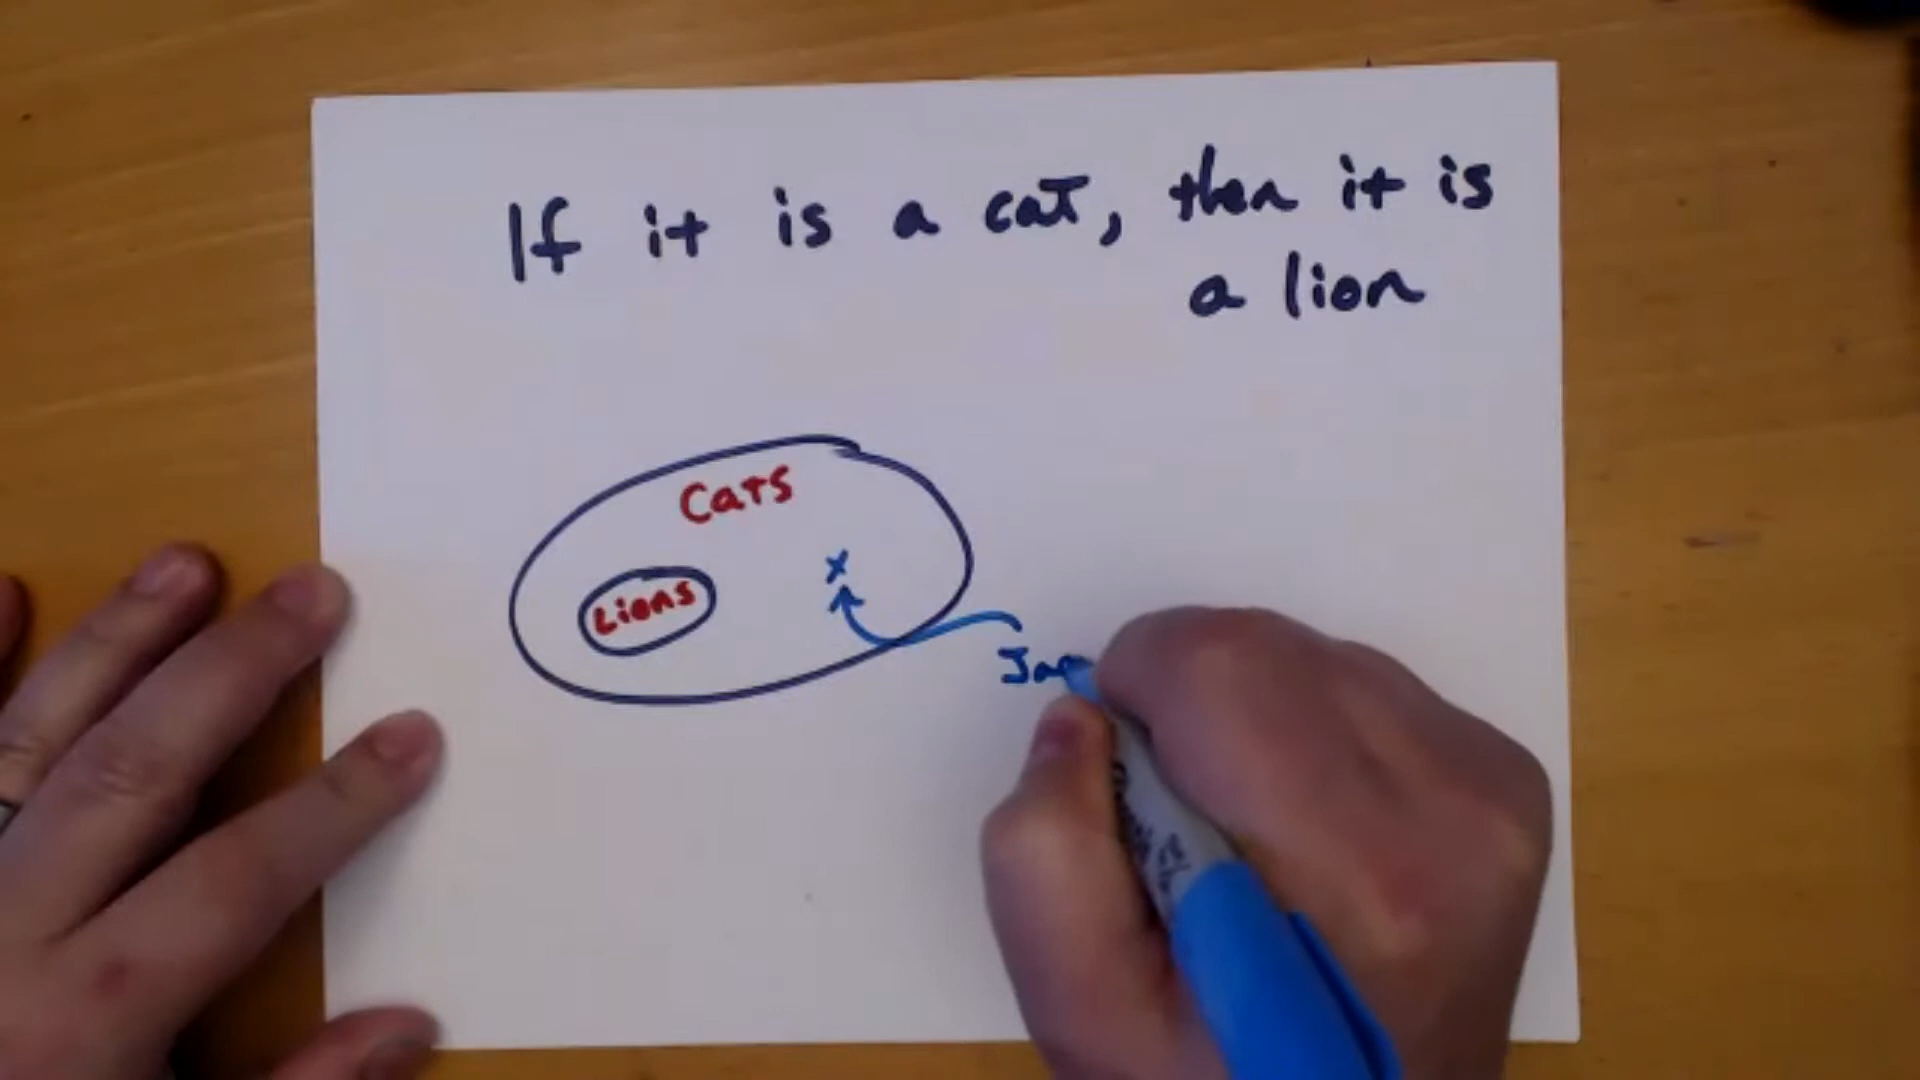 If it is a cat, then it is
a lion
Cats
x
Lions